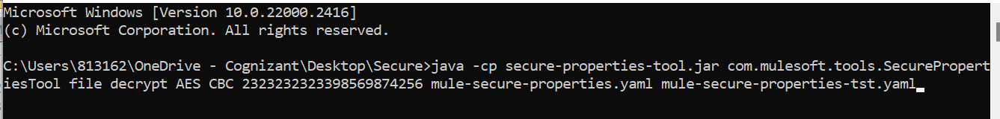 Microsoft Windows [Version 10.0.22000.2416]
(c) Microsoft Corporation. All rights reserved.
C:\Users\813162\OneDrive - Cognizant\Desktop\Secure>java -cp secure-properties-tool.jar com.mulesoft.tools.SecurePropert
iesTool file decrypt AES CBC 2323232323398569874256 mule-secure-properties.yaml mule-secure-properties-tst.yaml